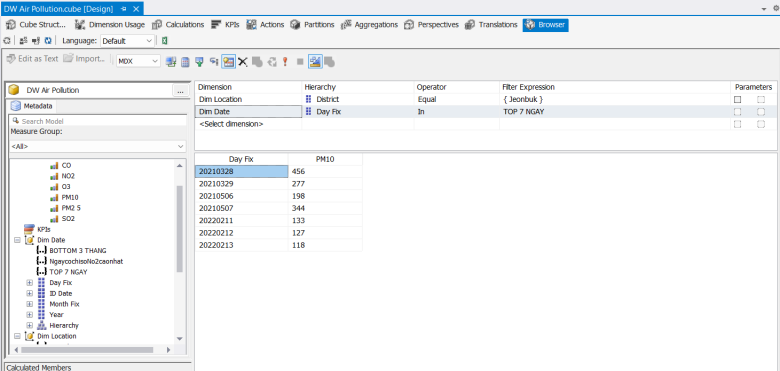 DW Air Pollution.cube [Design]
Cube Struct... Dimension Usage Calculations KPIs Actions Partitions Aggregations Perspectives Translations Browser
Language: Default
Edit as Text Import... MDX
DW Air Pollution ...
Metadata
Search Model
Measure Group:
<All>
CO
NO2
O3
PM10
PM2 5
SO2
KPIs
Dim Date
BOTTOM 3 THANG
NgaycochisoNo2caonhat
TOP 7 NGAY
Day Fix
ID Date
Month Fix
Year
Hierarchy
Dim Location
Calculated Members
Dimension Hierarchy Operator Filter Expression Parameters
Dim Location District Equal { Jeonbuk }
Dim Date Day Fix In TOP 7 NGAY
<Select dimension>
Day Fix PM10
20210328 456
20210329 277
20210506 198
20210507 344
20220211 133
20220212 127
20220213 118